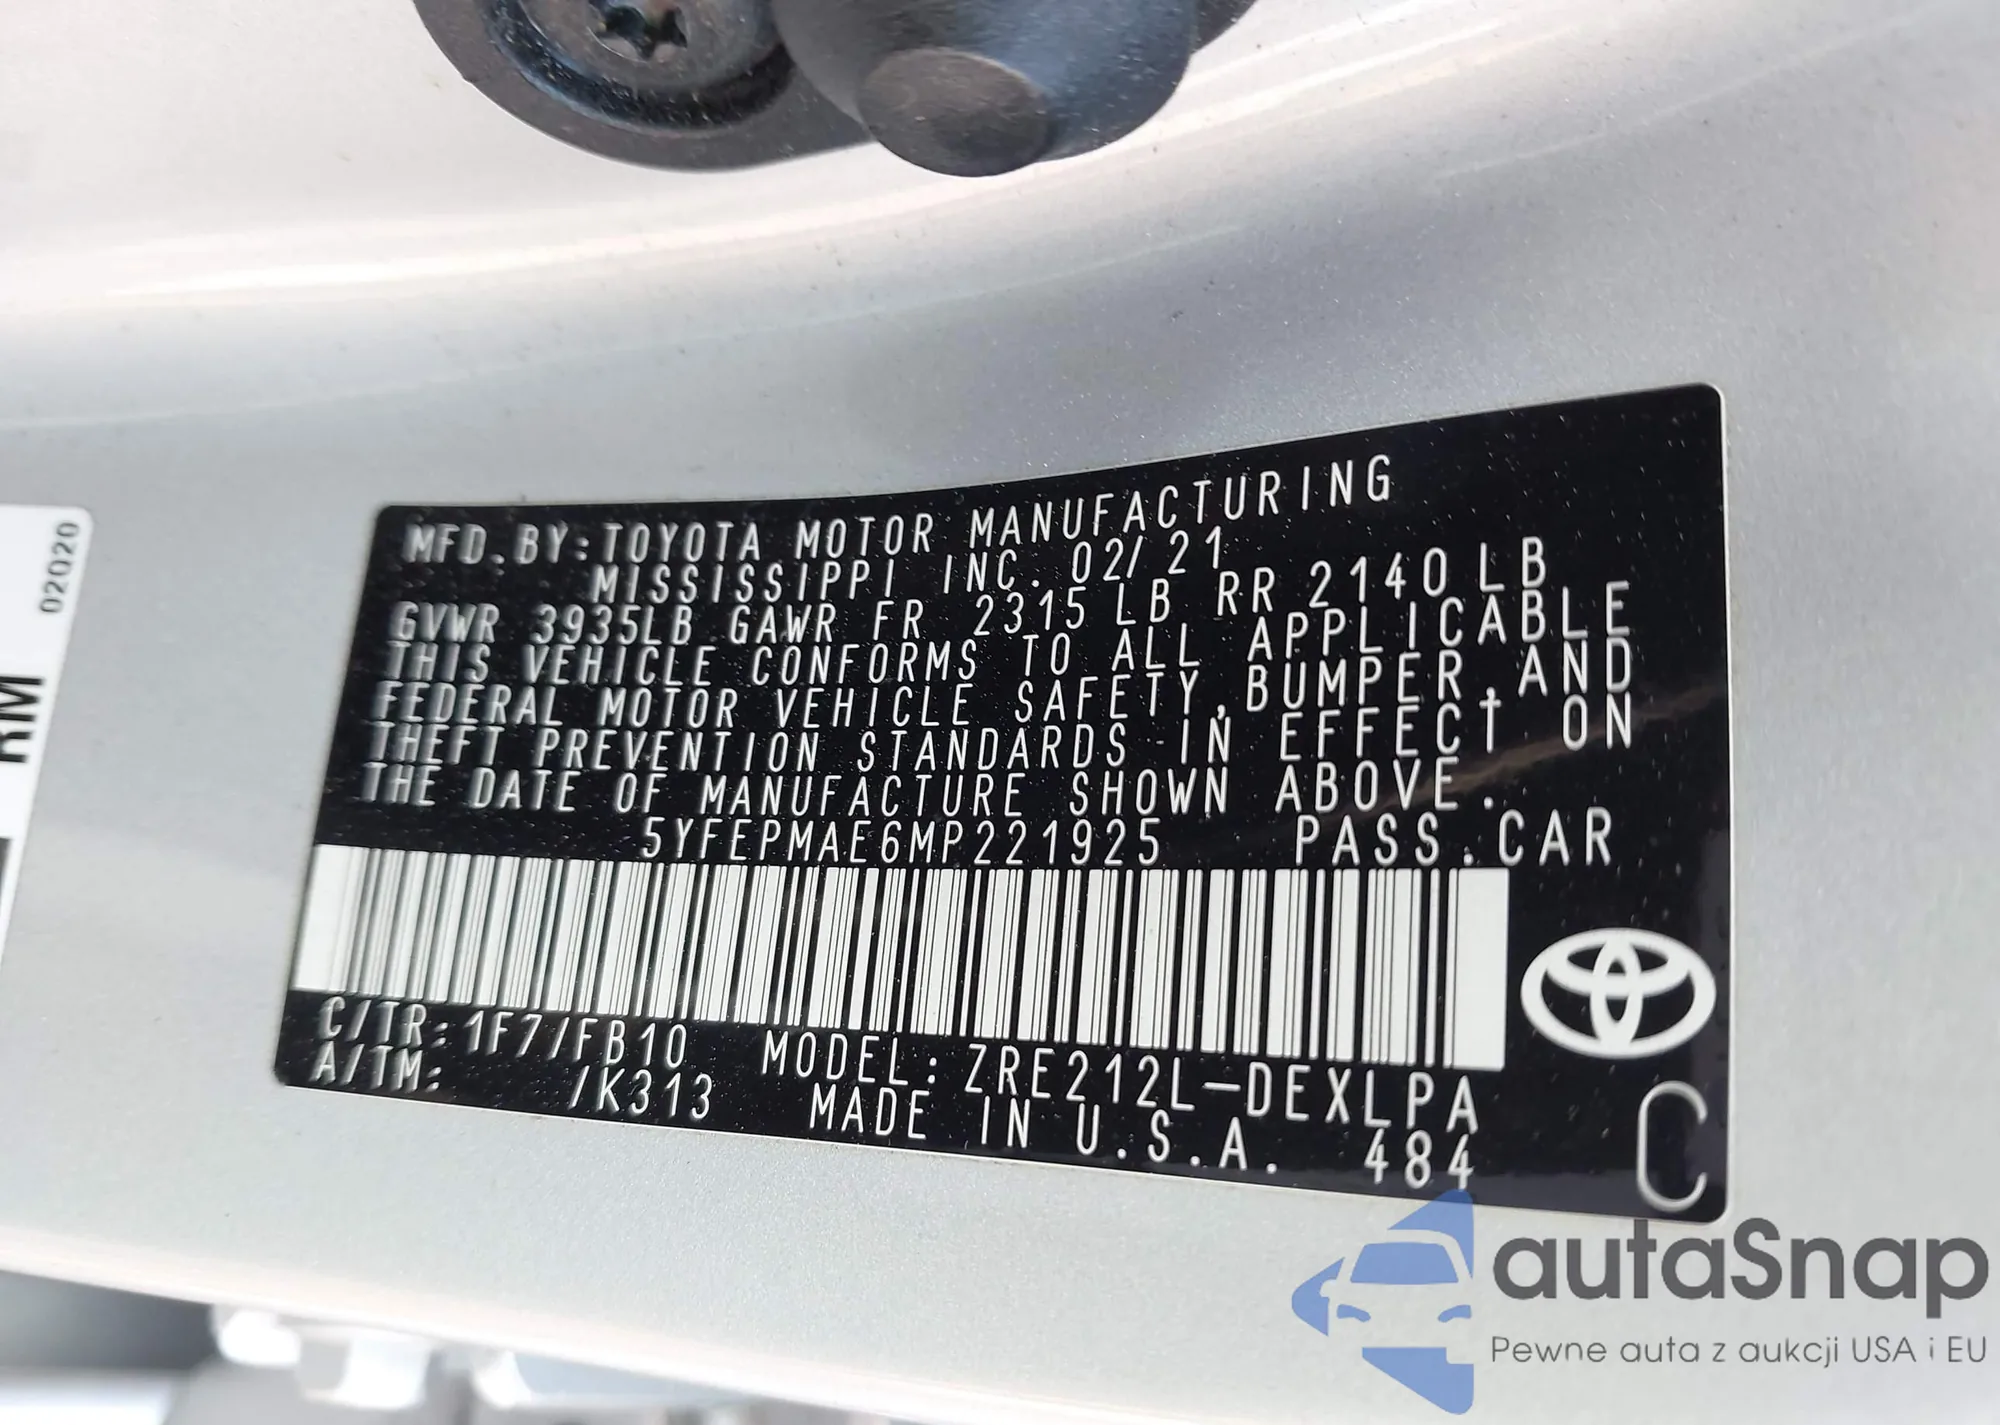 02020
RM
MFD.BY:TOYOTA MOTOR MANUFACTURING
MISSISSIPPI INC. 02/21
GVWR 3935LB GAWR FR 2315 LB RR 2140 LB
THIS VEHICLE CONFORMS TO ALL APPLICABLE
FEDERAL MOTOR VEHICLE SAFETY,BUMPER,AND
THEFT PREVENTION STANDARDS IN EFFECT ON
THE DATE OF MANUFACTURE SHOWN ABOVE.
5YFEPMAE6MP221925 PASS.CAR
C/TR:1F7/FB10 MODEL:ZRE212L-DEXLPA
A/TM: /K313 MADE IN U.S.A. 484
C
autaSnap
Pewne auta z aukcji USA i EU